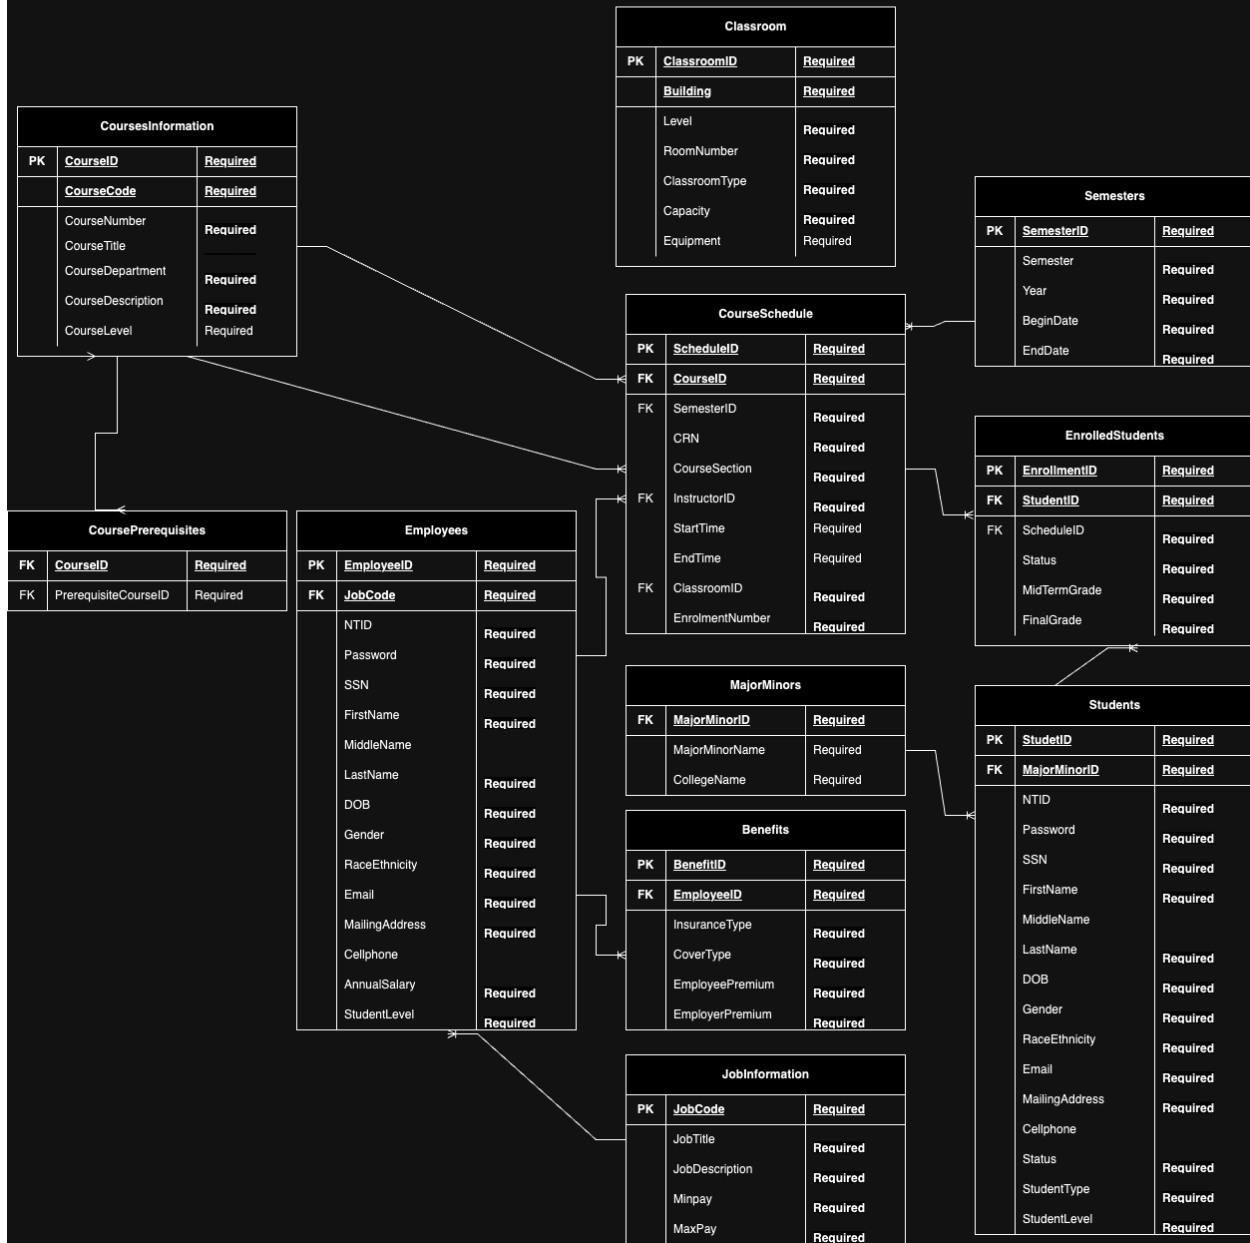 Classroom
PK ClassroomID Required
Building Required
Level Required
RoomNumber Required
ClassroomType Required
Capacity Required
Equipment Required
CoursesInformation
PK CourseID Required
CourseCode Required
CourseNumber Required
CourseTitle
CourseDepartment Required
CourseDescription Required
CourseLevel Required
Semesters
PK SemesterID Required
Semester Required
Year Required
BeginDate Required
EndDate Required
CourseSchedule
PK ScheduleID Required
FK CourseID Required
FK SemesterID Required
CRN Required
CourseSection Required
FK InstructorID Required
StartTime Required
EndTime Required
FK ClassroomID Required
EnrolmentNumber Required
EnrolledStudents
PK EnrollmentID Required
FK StudentID Required
FK ScheduleID Required
Status Required
MidTermGrade Required
FinalGrade Required
CoursePrerequisites
FK CourseID Required
FK PrerequisiteCourseID Required
Employees
PK EmployeeID Required
FK JobCode Required
NTID Required
Password Required
SSN Required
FirstName Required
MiddleName
LastName Required
DOB Required
Gender Required
RaceEthnicity Required
Email Required
MailingAddress Required
Cellphone
AnnualSalary Required
StudentLevel Required
MajorMinors
FK MajorMinorID Required
MajorMinorName Required
CollegeName Required
Students
PK StudetID Required
FK MajorMinorID Required
NTID Required
Password Required
SSN Required
FirstName Required
MiddleName
LastName Required
DOB Required
Gender Required
RaceEthnicity Required
Email Required
MailingAddress Required
Cellphone
Status Required
StudentType Required
StudentLevel Required
Benefits
PK BenefitID Required
FK EmployeeID Required
InsuranceType Required
CoverType Required
EmployeePremium Required
EmployerPremium Required
JobInformation
PK JobCode Required
JobTitle Required
JobDescription Required
Minpay Required
MaxPay Required